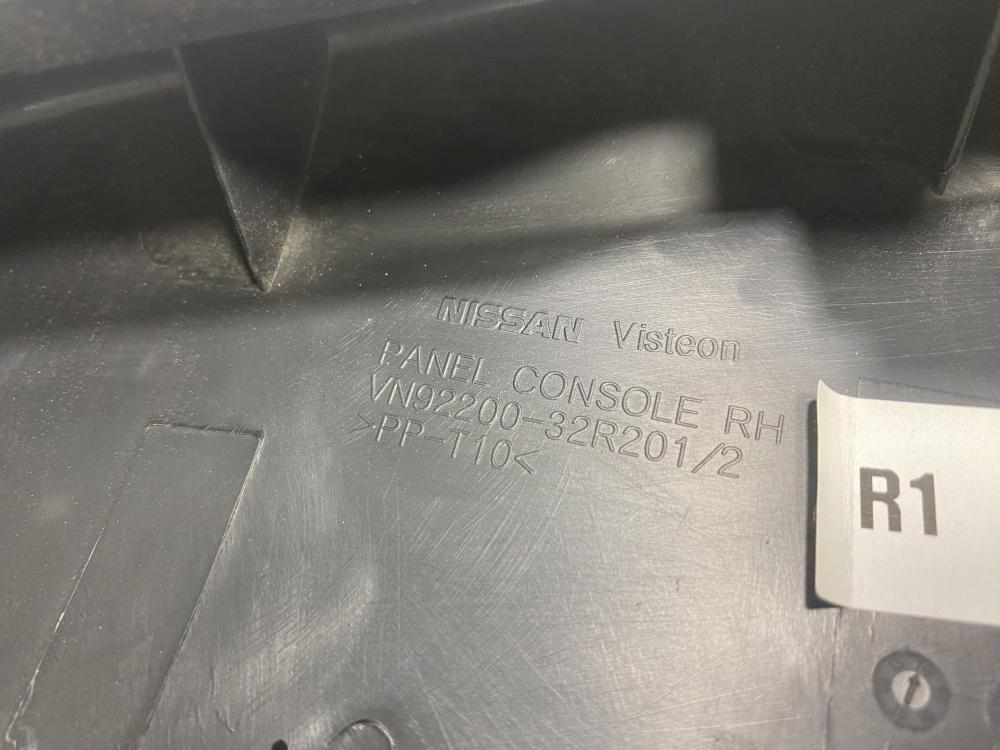 NISSAN Visteon
PANEL CONSOLE RH
VN92200-32R201/2
>PP-T10<
R1